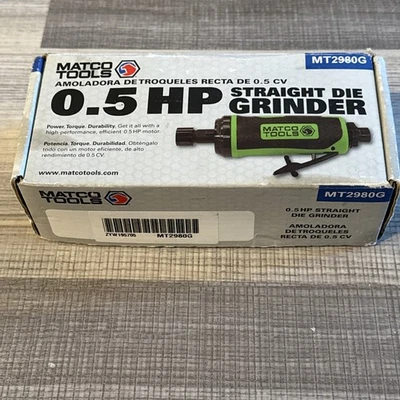 MATCO
TOOLS
MT2980G
AMOLADORA DE TROQUELES RECTA DE 0.5 CV
0.5 HP STRAIGHT DIE
GRINDER
Power. Torque. Durability. Get it all with a
high performance, efficient 0.5 HP motor.
Potencia. Torque. Durabilidad. Obténgalo
todo con un motor eficiente, de alto
rendimiento de 0.5 CV.
www.matcotools.com
MATCO
TOOLS
MATCO
TOOLS
MT2980G
0.5 HP STRAIGHT
DIE GRINDER
AMOLADORA
DETROQUELES
RECTA DE 0.5 CV
MT2980G